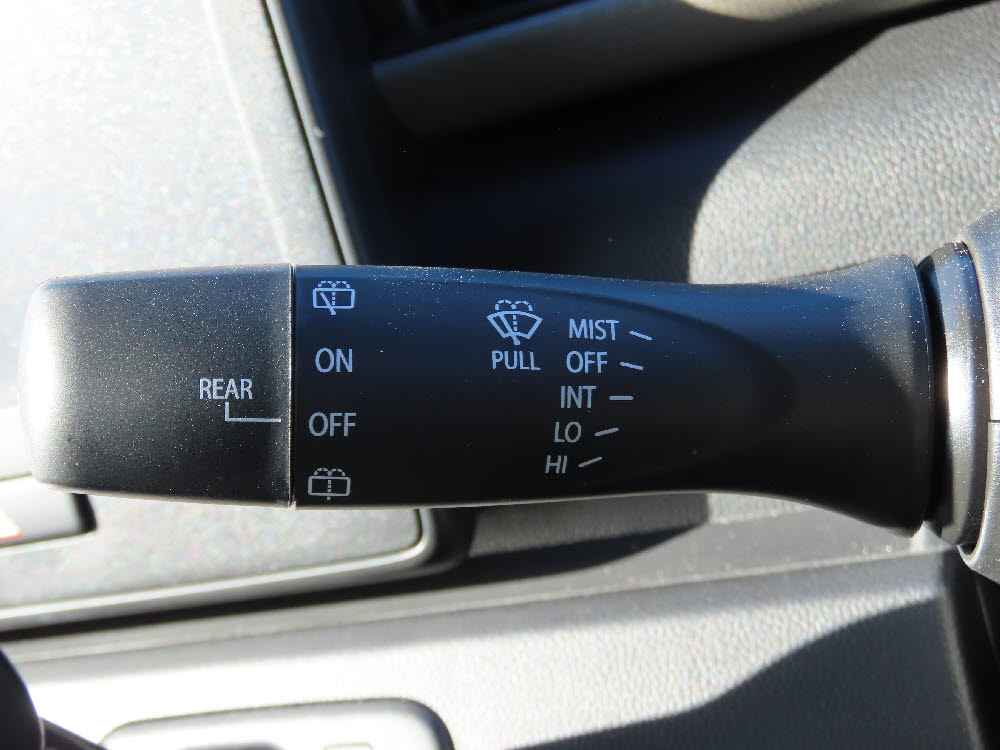 REAR
ON
OFF
PULL
MIST
OFF
INT
LO
HI